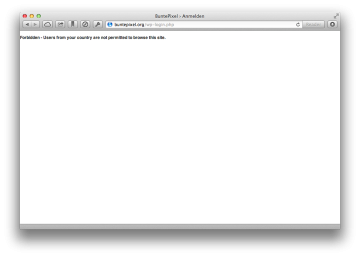 BuntePixel - Anmelden
buntepixel.org/wp-login.php
Forbidden - Users from your country are not permitted to browse this site.